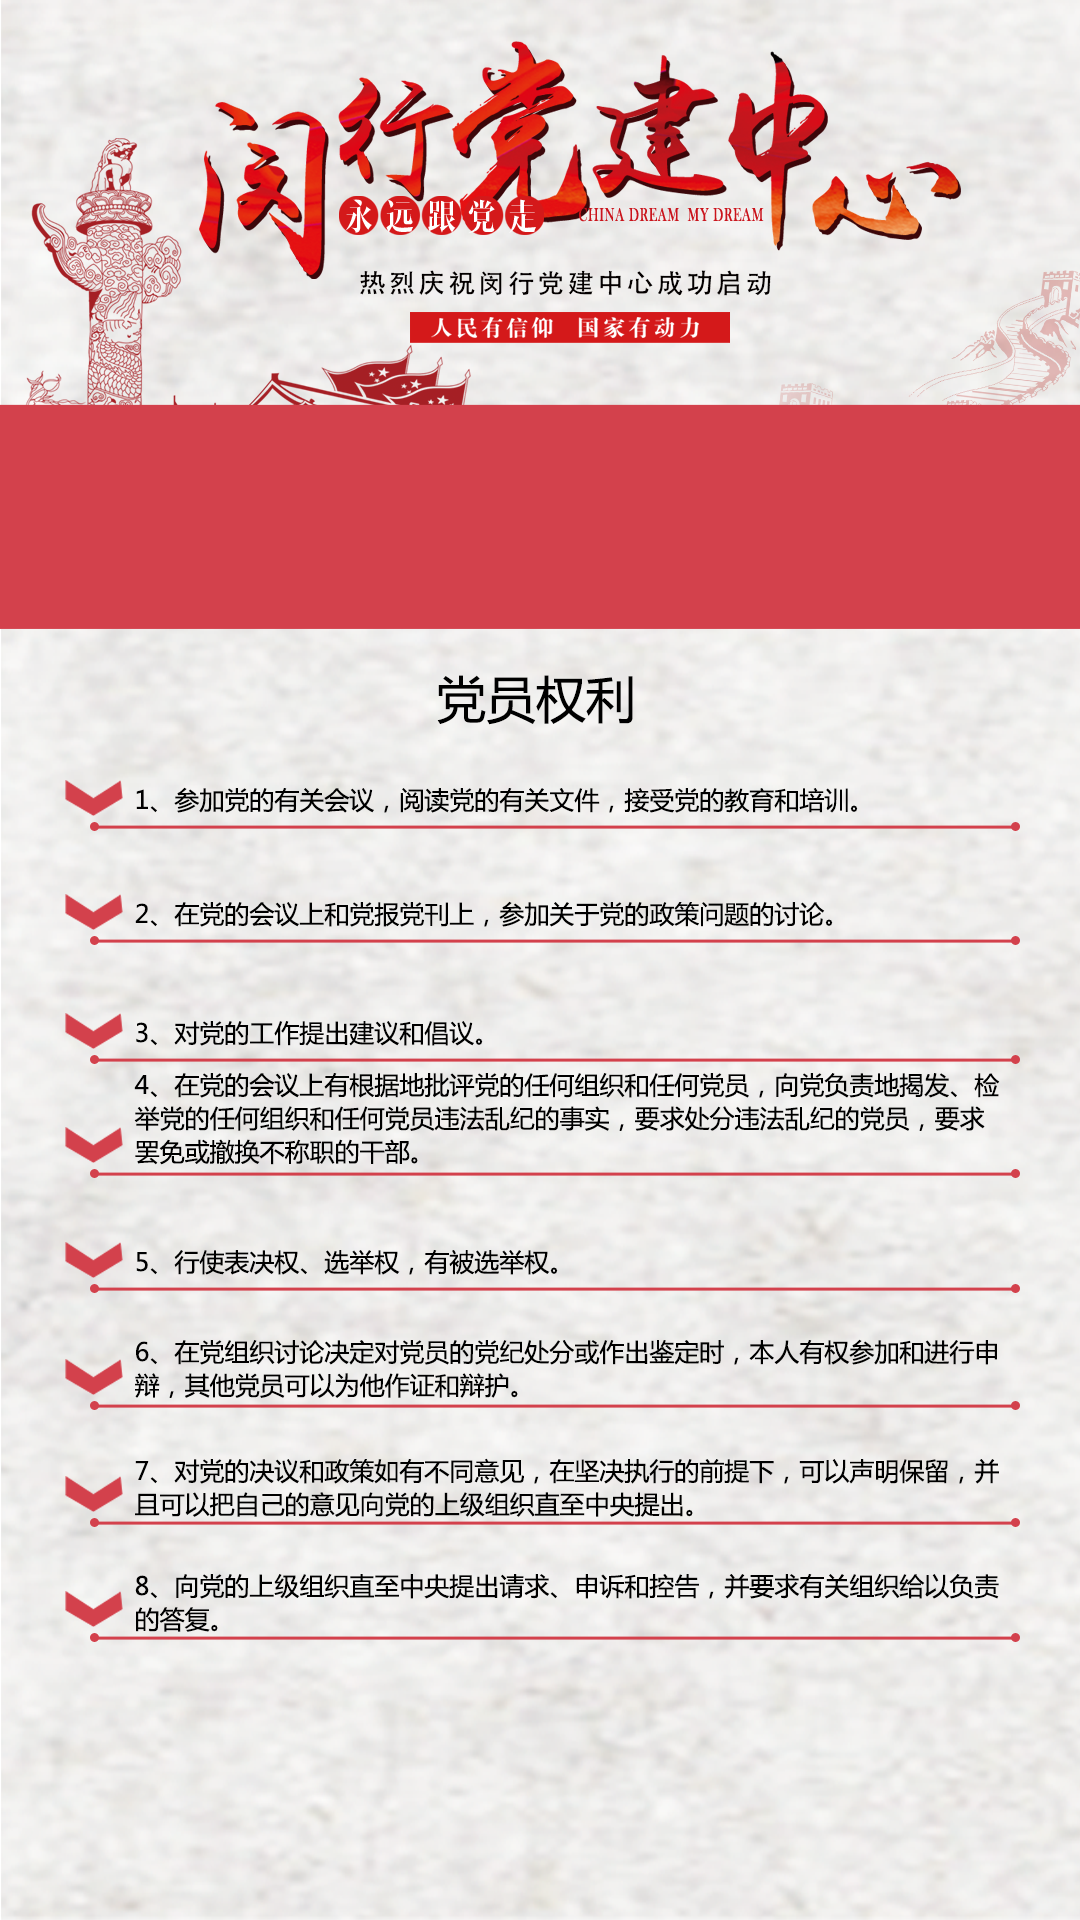 闵行党建中心
永远跟党走
CHINA DREAM MY DREAM
热烈庆祝闵行党建中心成功启动
人民有信仰 国家有动力
党员权利
1、参加党的有关会议，阅读党的有关文件，接受党的教育和培训。
2、在党的会议上和党报党刊上，参加关于党的政策问题的讨论。
3、对党的工作提出建议和倡议。
4、在党的会议上有根据地批评党的任何组织和任何党员，向党负责地揭发、检
举党的任何组织和任何党员违法乱纪的事实，要求处分违法乱纪的党员，要求
罢免或撤换不称职的干部。
5、行使表决权、选举权，有被选举权。
6、在党组织讨论决定对党员的党纪处分或作出鉴定时，本人有权参加和进行申
辩，其他党员可以为他作证和辩护。
7、对党的决议和政策如有不同意见，在坚决执行的前提下，可以声明保留，并
且可以把自己的意见向党的上级组织直至中央提出。
8、向党的上级组织直至中央提出请求、申诉和控告，并要求有关组织给以负责
的答复。